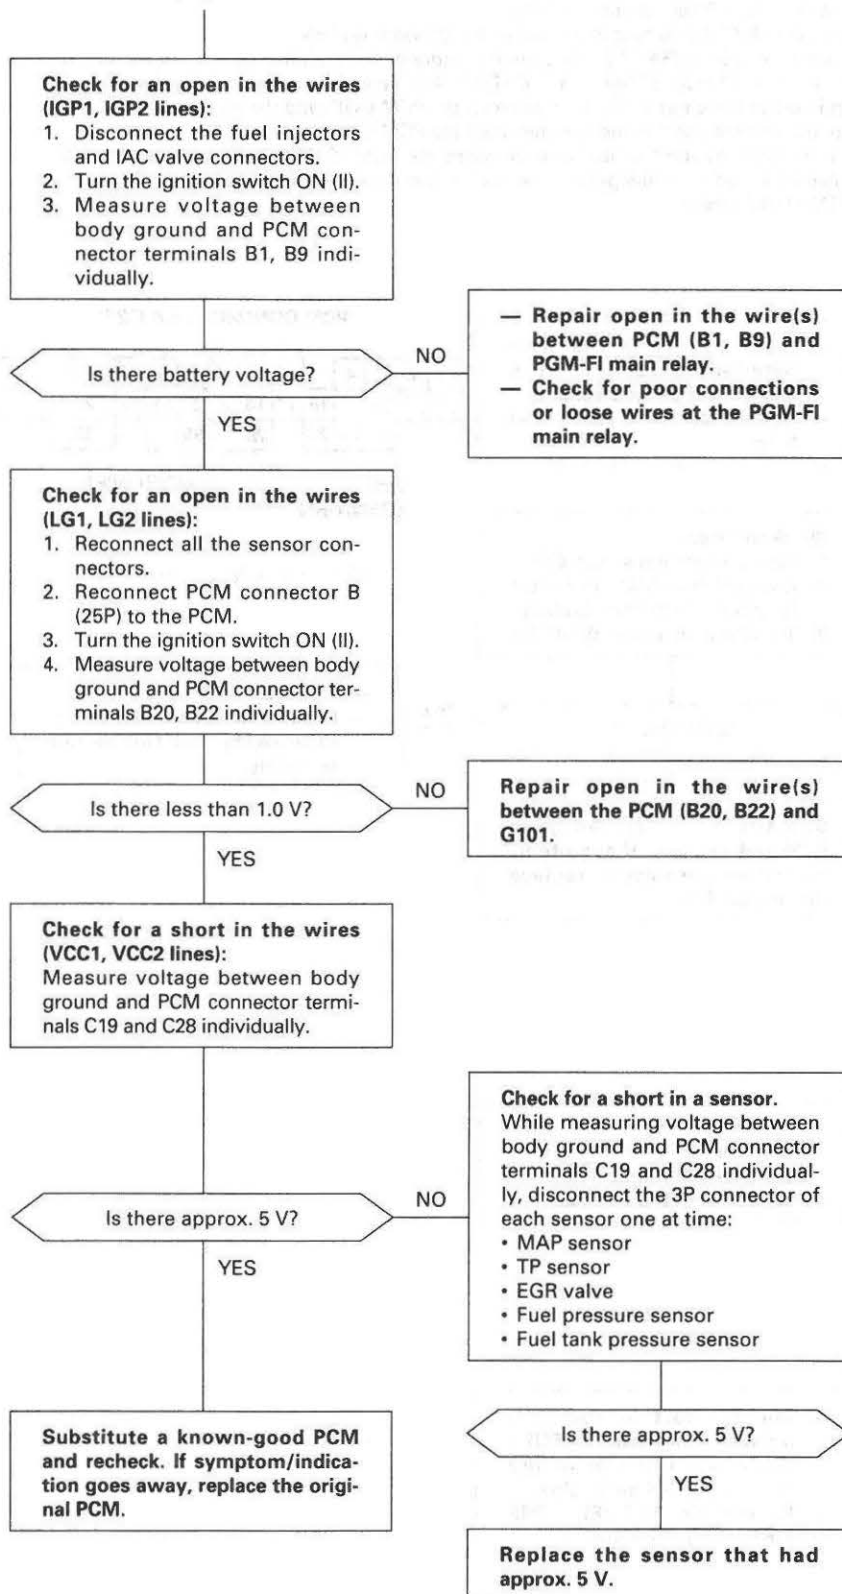 Check for an open in the wires
(IGP1, IGP2 lines):
1. Disconnect the fuel injectors
and IAC valve connectors.
2. Turn the ignition switch ON (II).
3. Measure voltage between
body ground and PCM con-
nector terminals B1, B9 indi-
vidually.
Is there battery voltage?
NO
— Repair open in the wire(s)
between PCM (B1, B9) and
PGM-FI main relay.
— Check for poor connections
or loose wires at the PGM-FI
main relay.
YES
Check for an open in the wires
(LG1, LG2 lines):
1. Reconnect all the sensor con-
nectors.
2. Reconnect PCM connector B
(25P) to the PCM.
3. Turn the ignition switch ON (II).
4. Measure voltage between body
ground and PCM connector ter-
minals B20, B22 individually.
Is there less than 1.0 V?
NO
Repair open in the wire(s)
between the PCM (B20, B22) and
G101.
YES
Check for a short in the wires
(VCC1, VCC2 lines):
Measure voltage between body
ground and PCM connector termi-
nals C19 and C28 individually.
Is there approx. 5 V?
NO
Check for a short in a sensor.
While measuring voltage between
body ground and PCM connector
terminals C19 and C28 individual-
ly, disconnect the 3P connector of
each sensor one at time:
• MAP sensor
• TP sensor
• EGR valve
• Fuel pressure sensor
• Fuel tank pressure sensor
YES
Substitute a known-good PCM
and recheck. If symptom/indica-
tion goes away, replace the origi-
nal PCM.
Is there approx. 5 V?
YES
Replace the sensor that had
approx. 5 V.